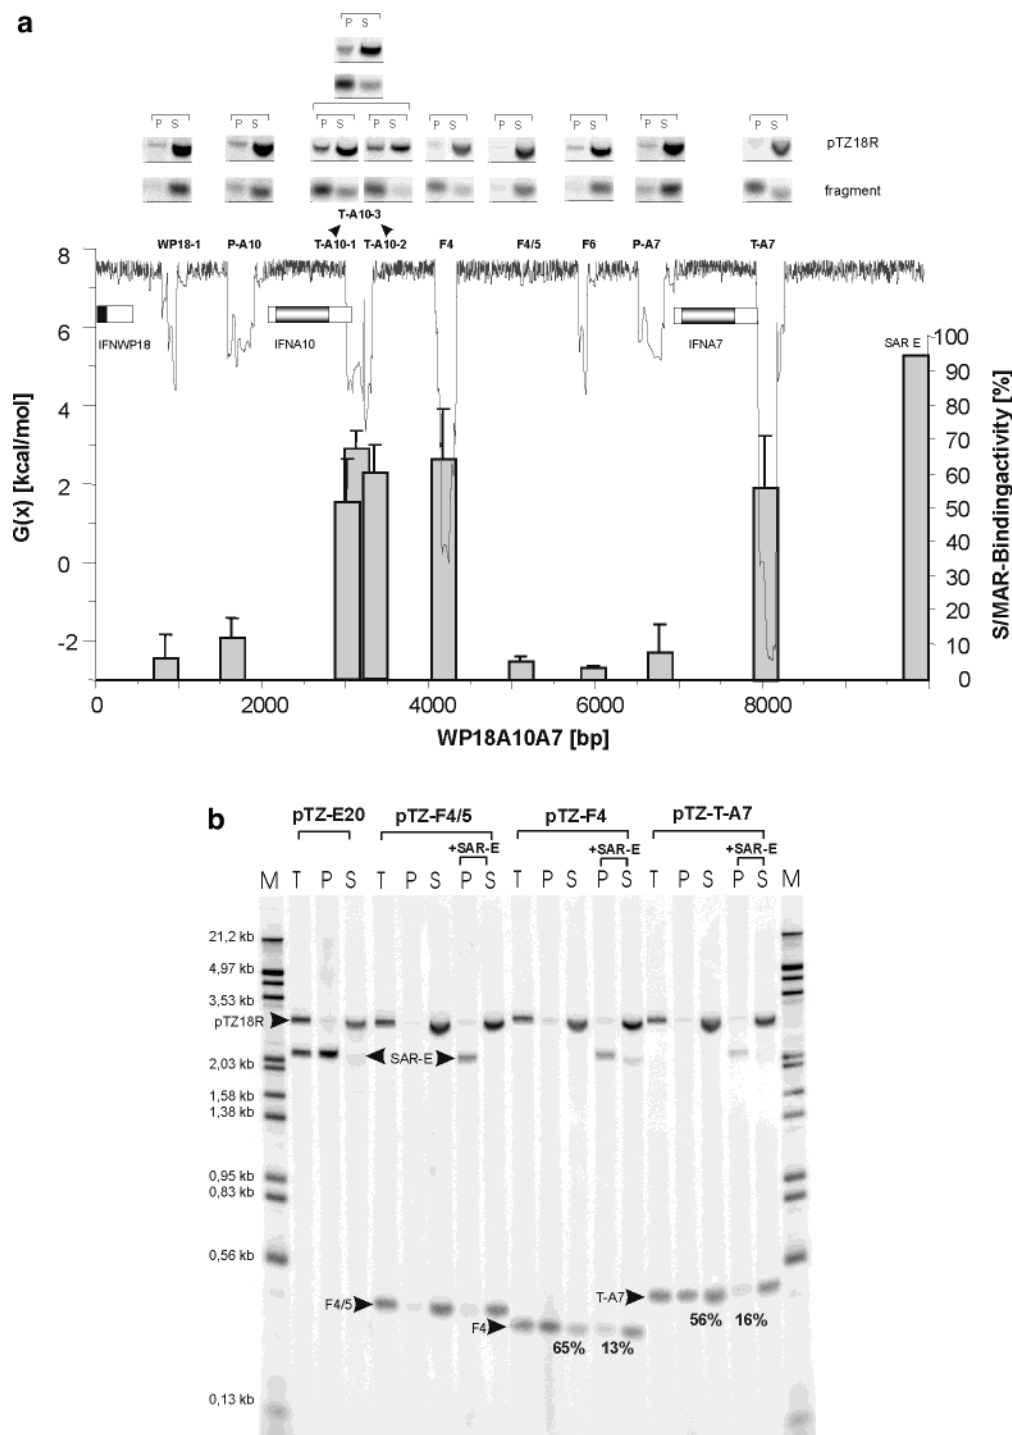 a
P S
P S P S P S P S P S P S P S P S P S
pTZ18R
fragment
T-A10-3
WP18-1 P-A10 T-A10-1 T-A10-2 F4 F4/5 F6 P-A7 T-A7
8
6
4
2
0
-2
G(x) [kcal/mol]
IFNWP18
IFNA10
IFNA7
SAR E
100
90
80
70
60
50
40
30
20
10
0
S/MAR-Bindingactivity [%]
0 2000 4000 6000 8000
WP18A10A7 [bp]
b
pTZ-E20 pTZ-F4/5 pTZ-F4 pTZ-T-A7
+SAR-E +SAR-E +SAR-E
M T P S T P S P S T P S P S T P S P S M
21,2 kb
4,97 kb
3,53 kb
pTZ18R
SAR-E
2,03 kb
1,58 kb
1,38 kb
0,95 kb
0,83 kb
0,56 kb
T-A7
F4/5
56% 16%
F4
65% 13%
0,13 kb